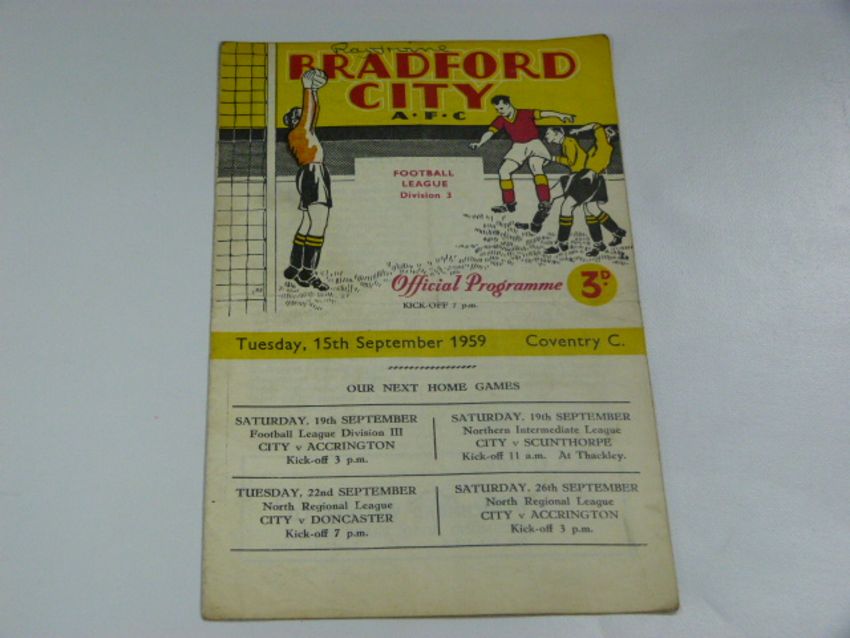 BRADFORD
CITY
A·F·C
FOOTBALL
LEAGUE
Division 3
Official Programme
3D.
KICK-OFF 7 p.m.
Tuesday, 15th September 1959 Coventry C.
OUR NEXT HOME GAMES
SATURDAY, 19th SEPTEMBER
Football League Division III
CITY v ACCRINGTON
Kick-off 3 p.m.
SATURDAY, 19th SEPTEMBER
Northern Intermediate League
CITY v SCUNTHORPE
Kick-off 11 a.m. At Thackley.
TUESDAY, 22nd SEPTEMBER
North Regional League
CITY v DONCASTER
Kick-off 7 p.m.
SATURDAY, 26th SEPTEMBER
North Regional League
CITY v ACCRINGTON
Kick-off 3 p.m.